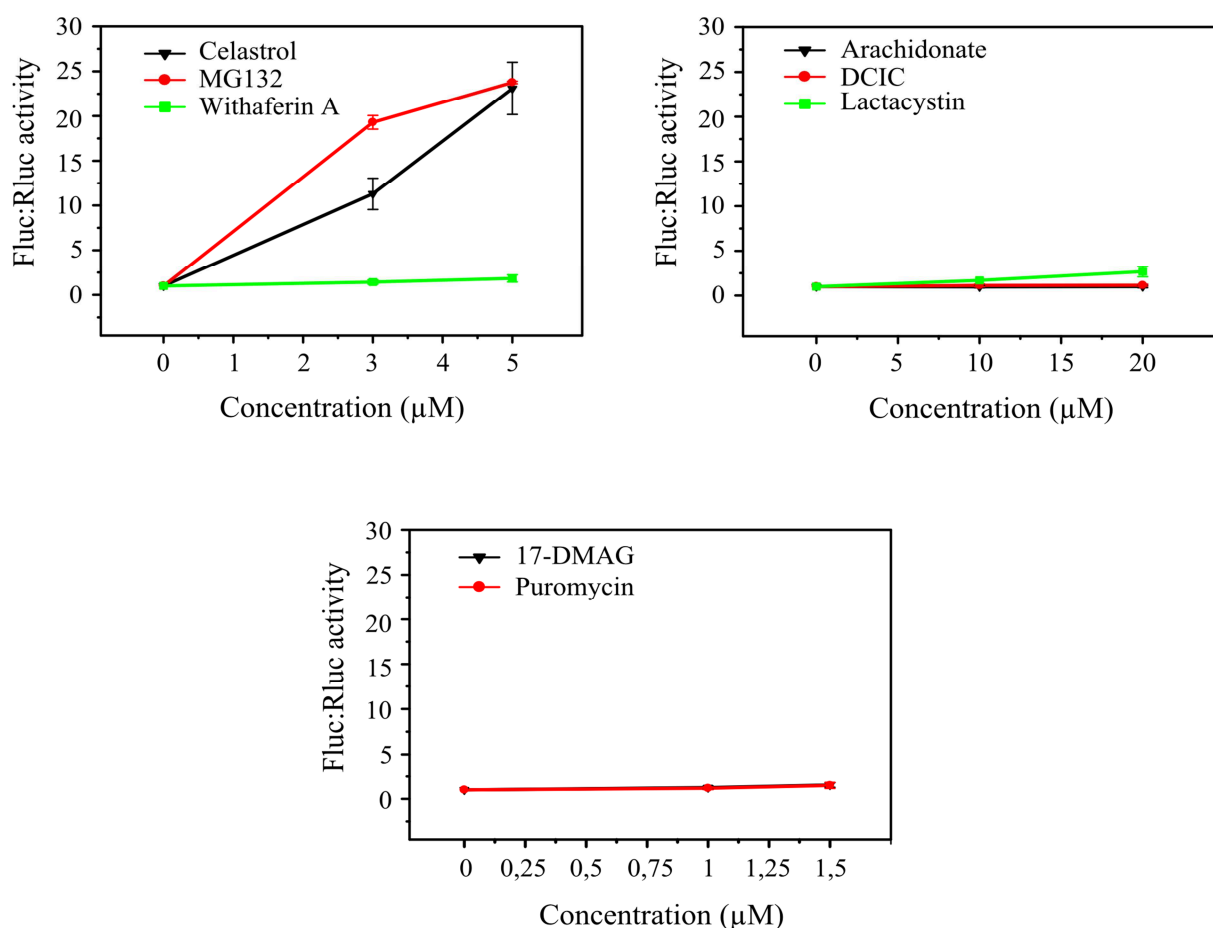 Fluc:Rluc activity
30
25
20
15
10
5
0
Celastrol
MG132
Withaferin A
0 1 2 3 4 5
Concentration (µM)
Fluc:Rluc activity
30
25
20
15
10
5
0
Arachidonate
DCIC
Lactacystin
0 5 10 15 20
Concentration (µM)
Fluc:Rluc activity
30
25
20
15
10
5
0
17-DMAG
Puromycin
0 0,25 0,5 0,75 1 1,25 1,5
Concentration (µM)